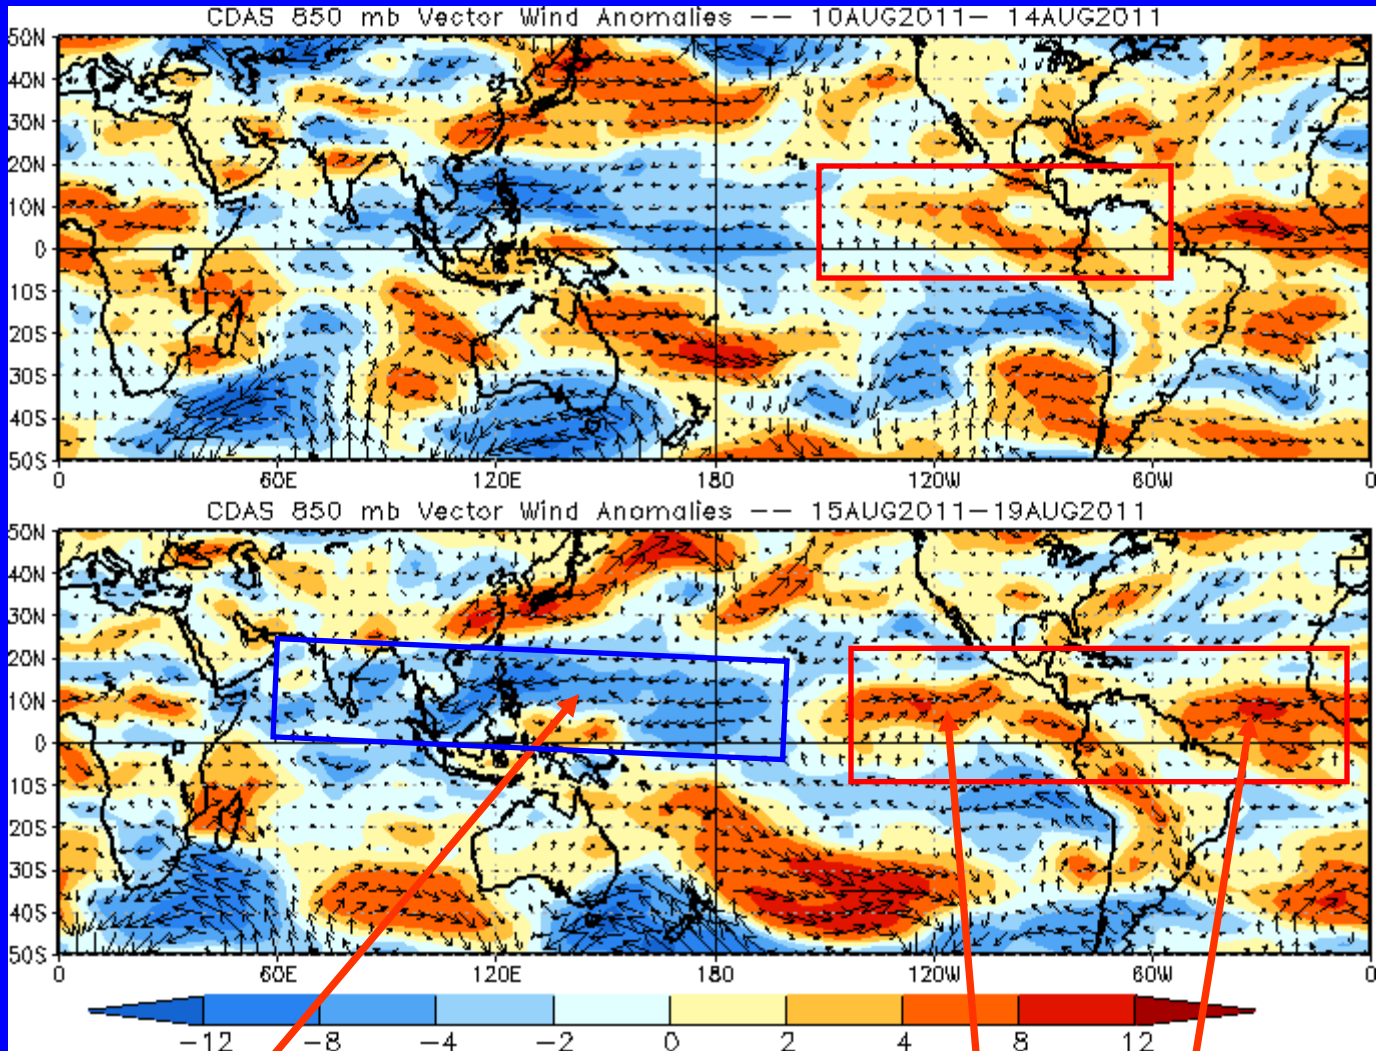 CDAS 850 mb Vector Wind Anomalies -- 10AUG2011- 14AUG2011
50N
40N
30N
20N
10N
0
10S
20S
30S
40S
50S
0 60E 120E 180 120W 60W 0
CDAS 850 mb Vector Wind Anomalies -- 15AUG2011-19AUG2011
50N
40N
30N
20N
10N
0
10S
20S
30S
40S
50S
0 60E 120E 180 120W 60W 0
-12 -8 -4 -2 0 2 4 8 12